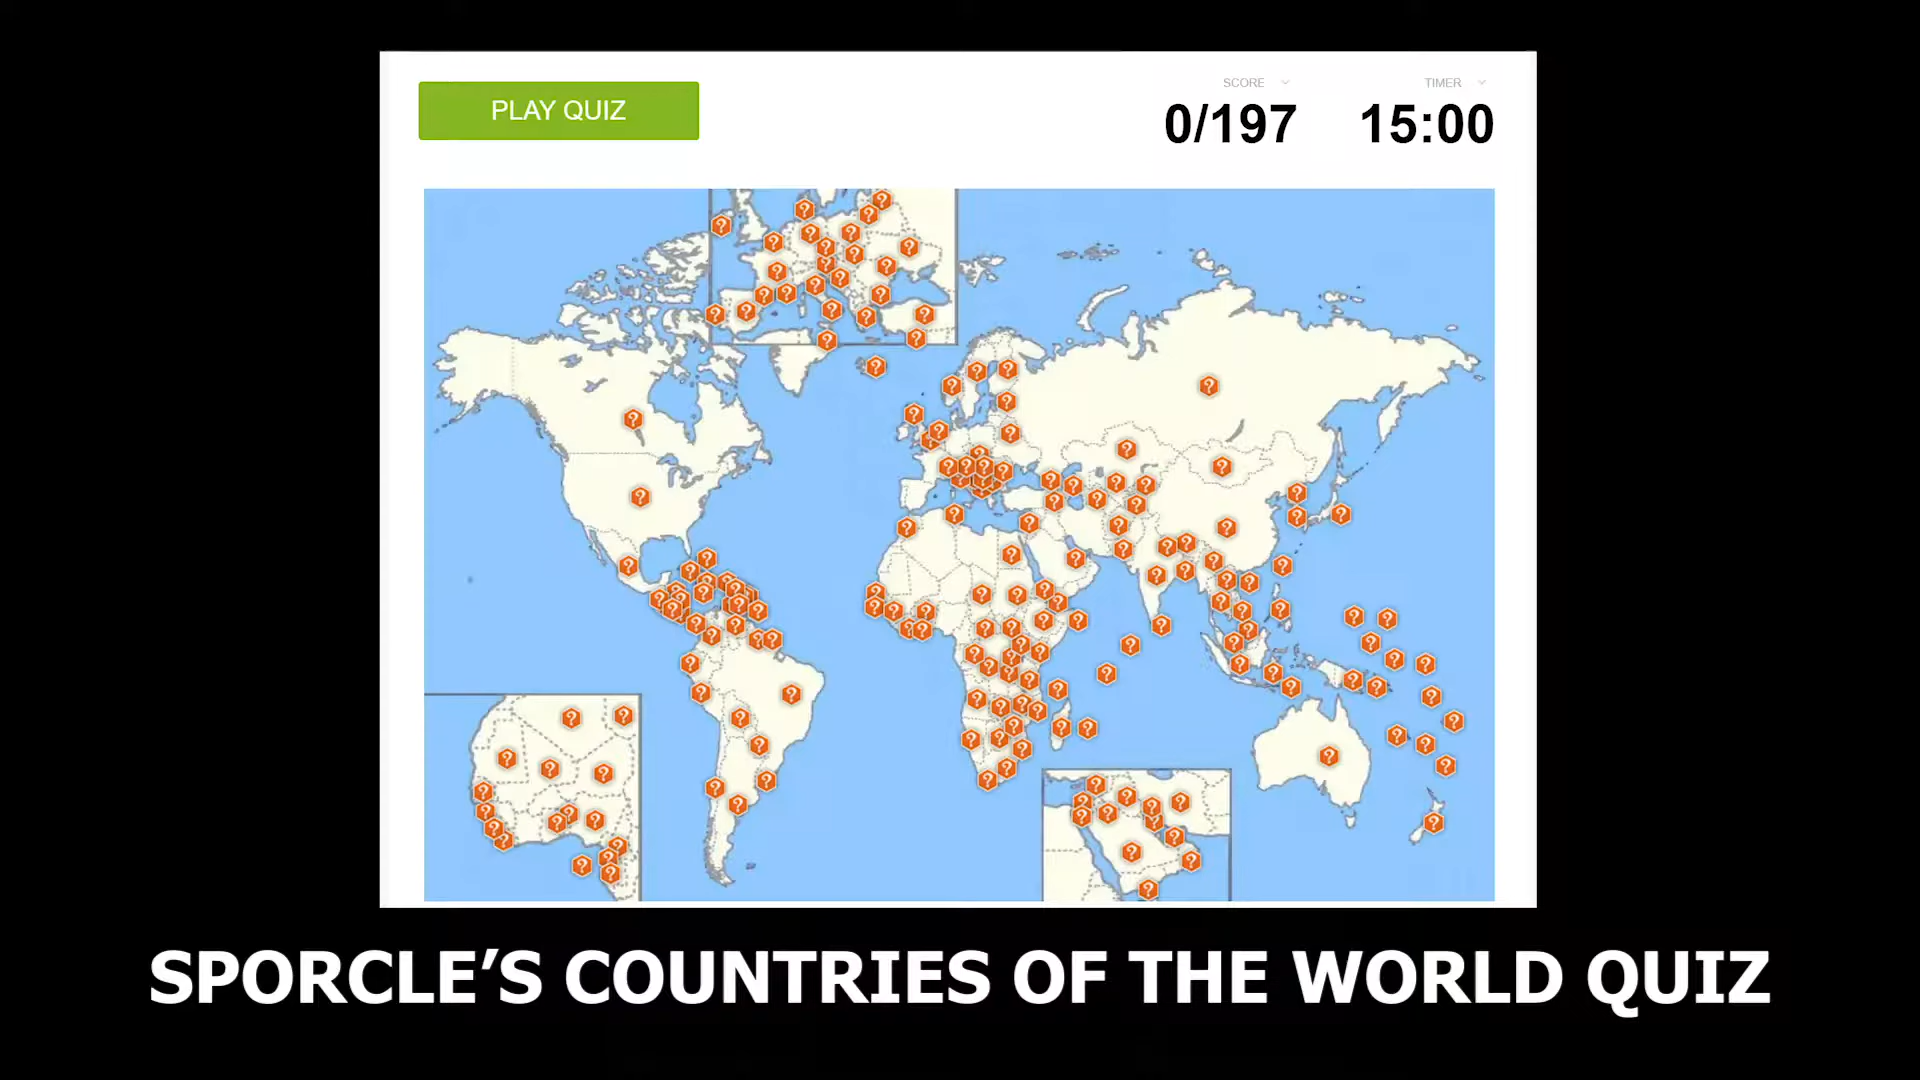 PLAY QUIZ
SCORE
TIMER
0/197
15:00
SPORCLE’S COUNTRIES OF THE WORLD QUIZ